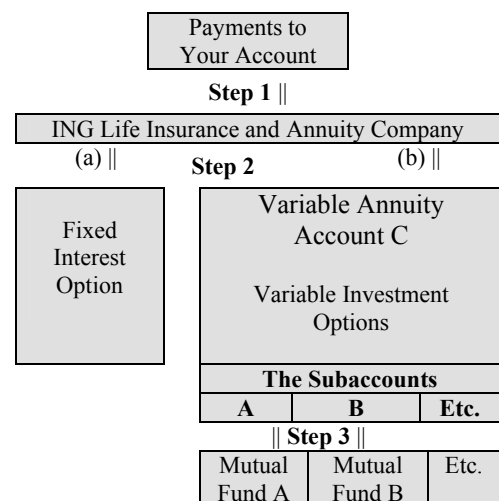 Payments to
Your Account
Step 1 ||
ING Life Insurance and Annuity Company
(a) || Step 2 (b) ||
Fixed
Interest
Option
Variable Annuity
Account C
Variable Investment
Options
The Subaccounts
A B Etc.
|| Step 3 ||
Mutual Mutual Etc.
Fund A Fund B